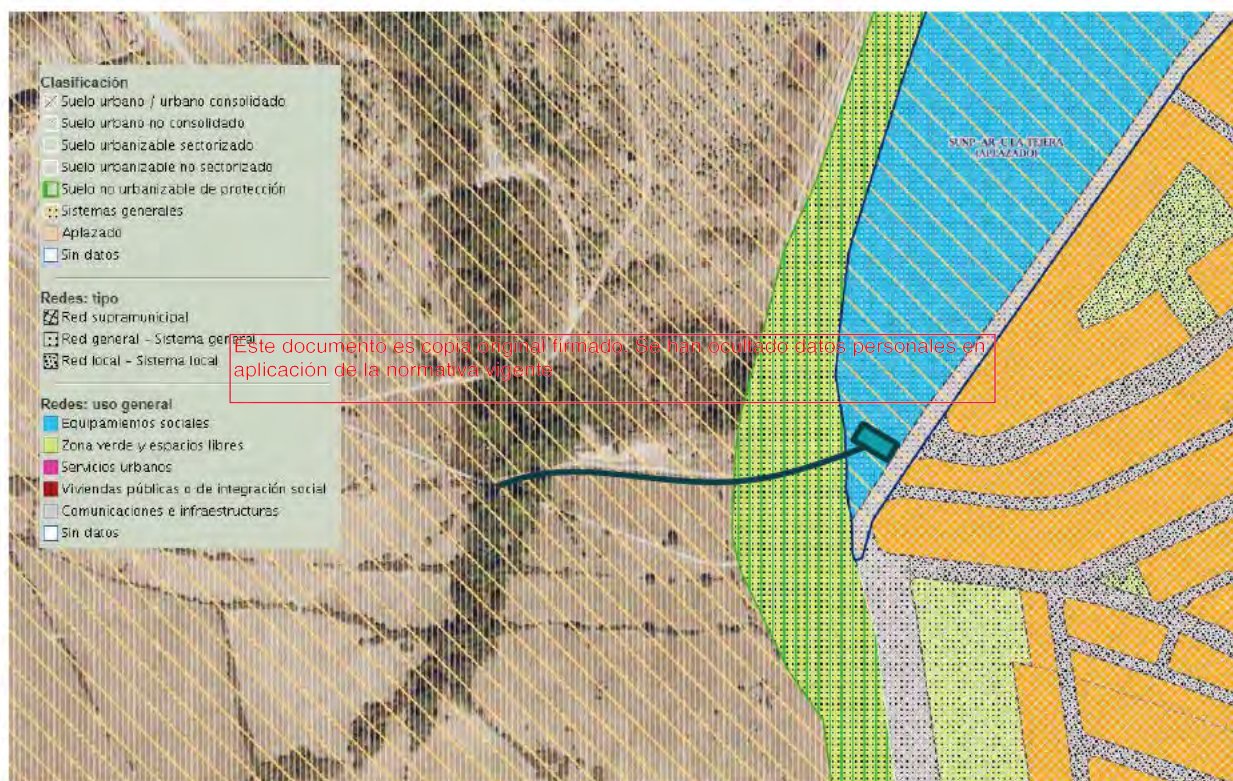 Clasificación
Suelo urbano / urbano consolidado
Suelo urbano no consolidado
Suelo urbanizable sectorizado
Suelo urbanizable no sectorizado
Suelo no urbanizable de protección
Sistemas generales
Aplazado
Sin datos
Redes: tipo
Red supramunicipal
Red general - Sistema general
Red local - Sistema local
Redes: uso general
Equipamientos sociales
Zona verde y espacios libres
Servicios urbanos
Viviendas públicas o de integración social
Comunicaciones e infraestructuras
Sin datos
Este documento es copia original firmado. Se han ocultado datos personales en
aplicación de la normativa vigente
LA TEJERA
(APLAZADO)